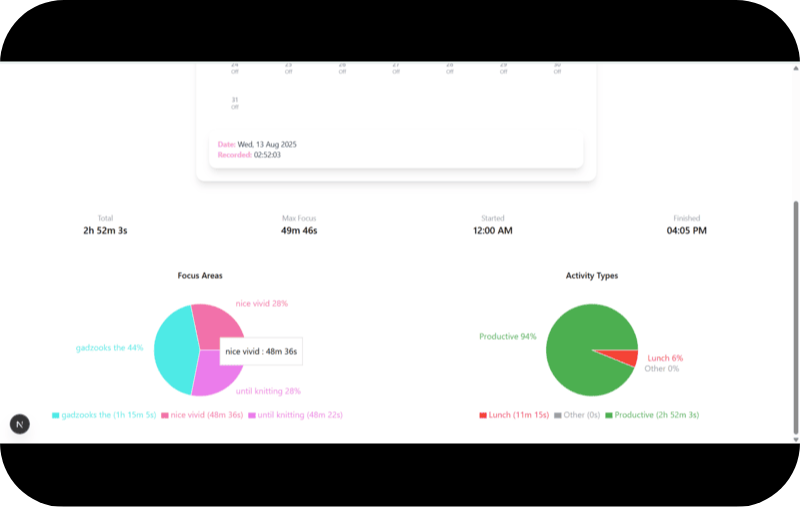 24 25 26 27 28 29 30
Off Off Off Off Off Off Off
31
Off
Date: Wed, 13 Aug 2025
Recorded: 02:52:03
Total Max Focus Started Finished
2h 52m 3s 49m 46s 12:00 AM 04:05 PM
Focus Areas
nice vivid 28%
gadzooks the 44%
nice vivid : 48m 36s
until knitting 28%
gadzooks the (1h 15m 5s) nice vivid (48m 36s) until knitting (48m 22s)
Activity Types
Productive 94%
Lunch 6%
Other 0%
Lunch (11m 15s) Other (0s) Productive (2h 52m 3s)
N